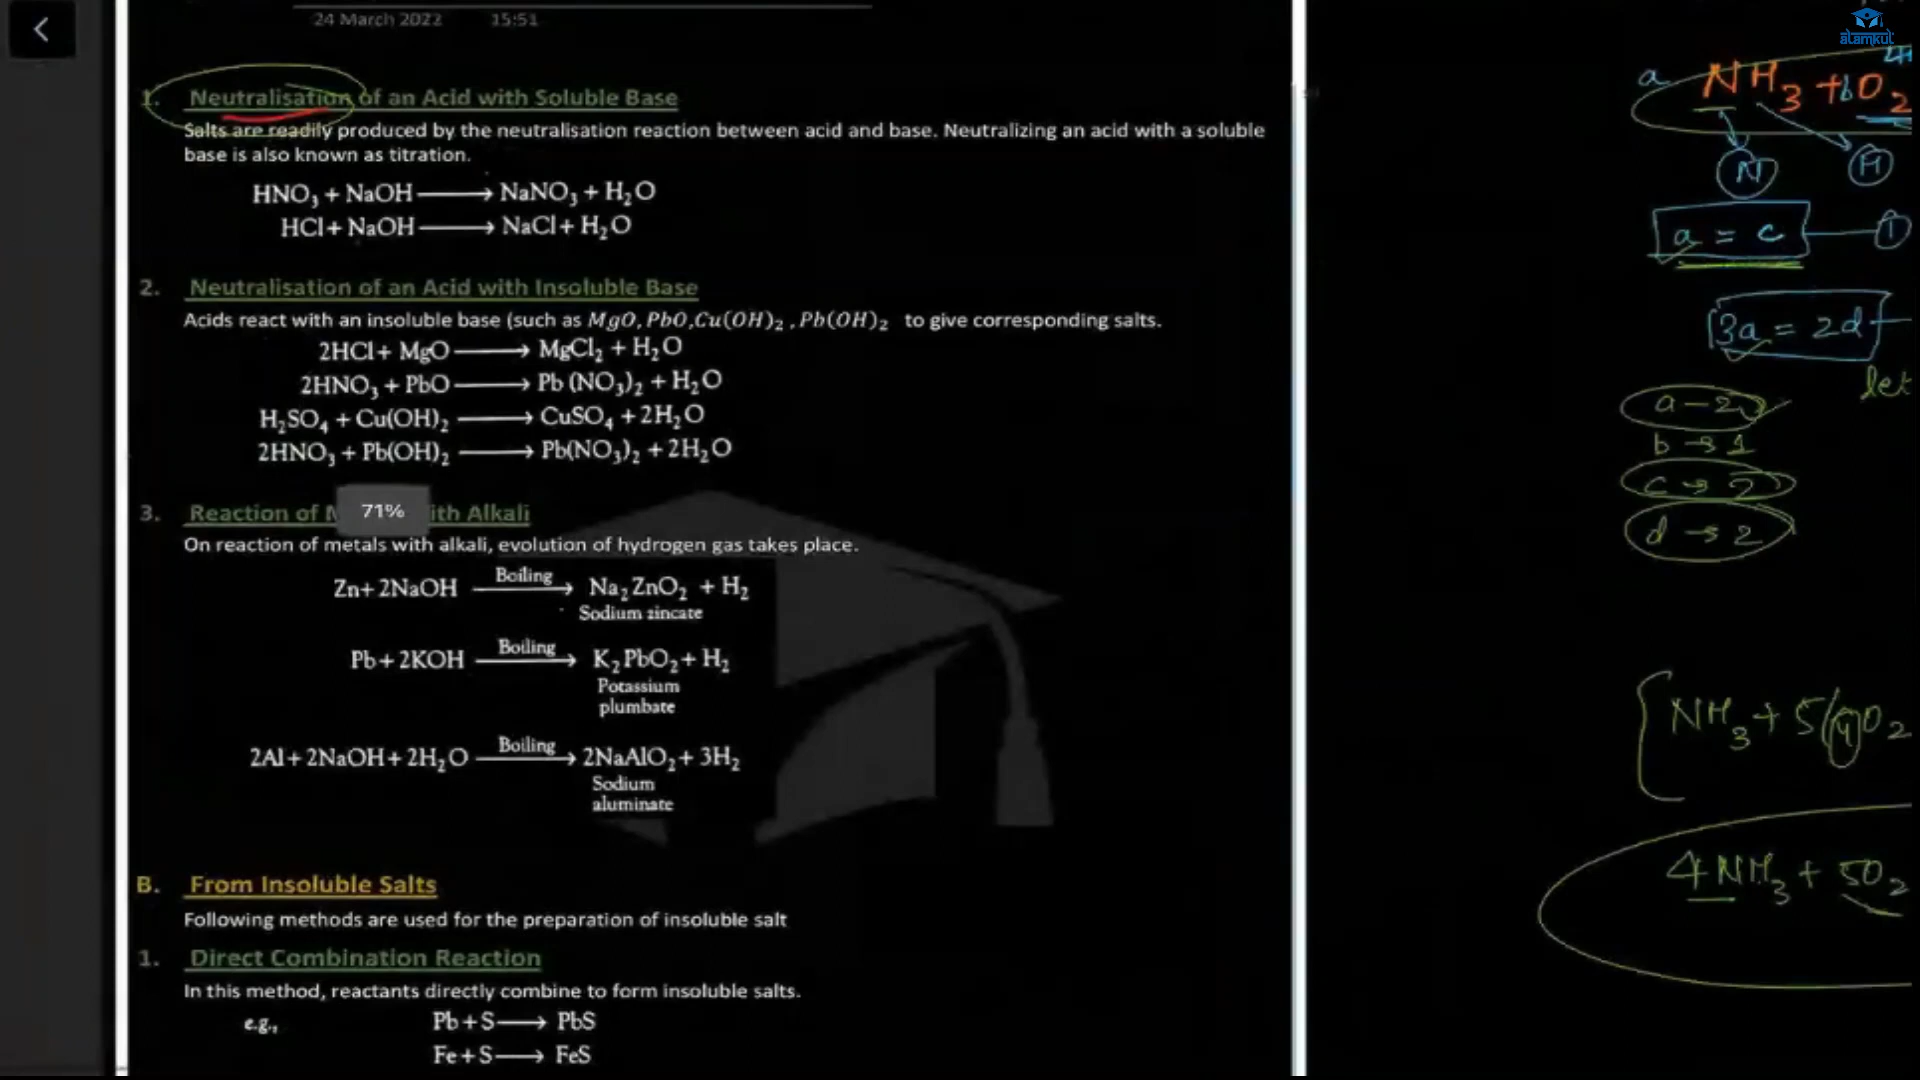 24 March 2022 15:51
1. Neutralisation of an Acid with Soluble Base
Salts are readily produced by the neutralisation reaction between acid and base. Neutralizing an acid with a soluble
base is also known as titration.
HNO₃ + NaOH ⟶ NaNO₃ + H₂O
HCl + NaOH ⟶ NaCl + H₂O
2. Neutralisation of an Acid with Insoluble Base
Acids react with an insoluble base (such as MgO, PbO, Cu(OH)₂ , Pb(OH)₂ to give corresponding salts.
2HCl + MgO ⟶ MgCl₂ + H₂O
2HNO₃ + PbO ⟶ Pb (NO₃)₂ + H₂O
H₂SO₄ + Cu(OH)₂ ⟶ CuSO₄ + 2H₂O
2HNO₃ + Pb(OH)₂ ⟶ Pb(NO₃)₂ + 2H₂O
3. Reaction of M 71% ith Alkali
On reaction of metals with alkali, evolution of hydrogen gas takes place.
Boiling
Zn + 2NaOH ⟶ Na₂ZnO₂ + H₂
Sodium zincate
Boiling
Pb + 2KOH ⟶ K₂PbO₂ + H₂
Potassium
plumbate
Boiling
2Al + 2NaOH + 2H₂O ⟶ 2NaAlO₂ + 3H₂
Sodium
aluminate
B. From Insoluble Salts
Following methods are used for the preparation of insoluble salt
1. Direct Combination Reaction
In this method, reactants directly combine to form insoluble salts.
e.g., Pb + S ⟶ PbS
Fe + S ⟶ FeS
alamkul
a NH₃ + bO₂
N H
a = c 1
3a = 2d
let
a – 2
b → 1
c → 2
d → 2
NH₃ + 5/4 O₂
4NH₃ + 5O₂